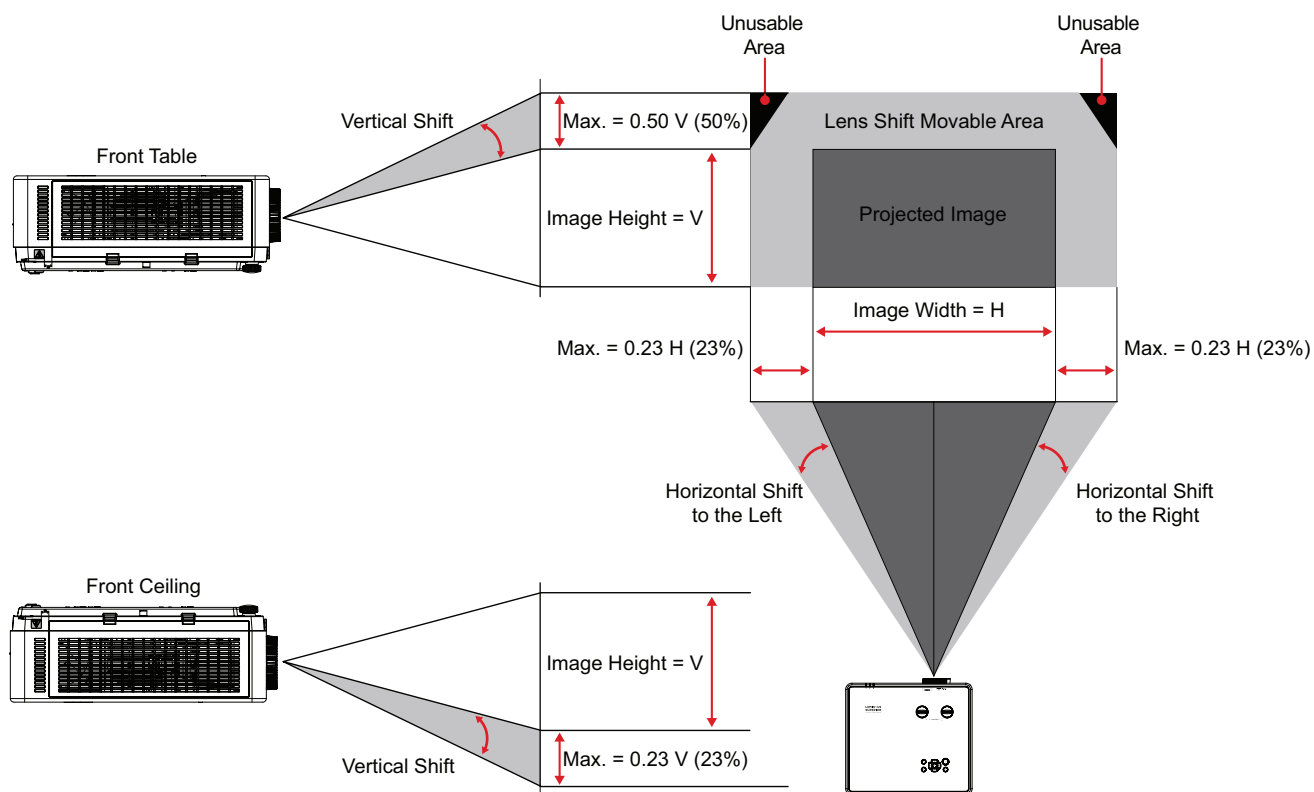 Unusable
Area
Unusable
Area
Vertical Shift
Max. = 0.50 V (50%)
Lens Shift Movable Area
Front Table
Image Height = V
Projected Image
Image Width = H
Max. = 0.23 H (23%)
Max. = 0.23 H (23%)
Horizontal Shift
to the Left
Horizontal Shift
to the Right
Front Ceiling
Image Height = V
Vertical Shift
Max. = 0.23 V (23%)